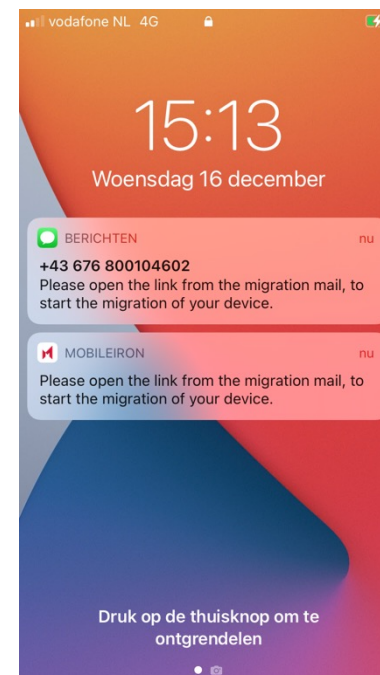 vodafone NL 4G
15:13
Woensdag 16 december
BERICHTEN nu
+43 676 800104602
Please open the link from the migration mail, to
start the migration of your device.
MOBILEIRON nu
Please open the link from the migration mail, to
start the migration of your device.
Druk op de thuisknop om te
ontgrendelen